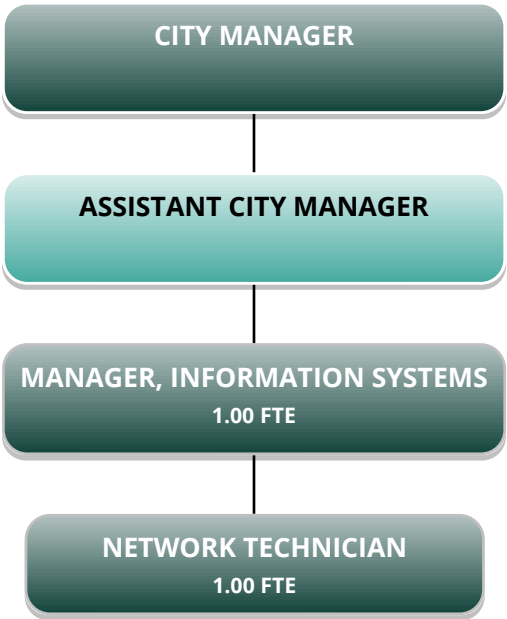 CITY MANAGER
ASSISTANT CITY MANAGER
MANAGER, INFORMATION SYSTEMS
1.00 FTE
NETWORK TECHNICIAN
1.00 FTE